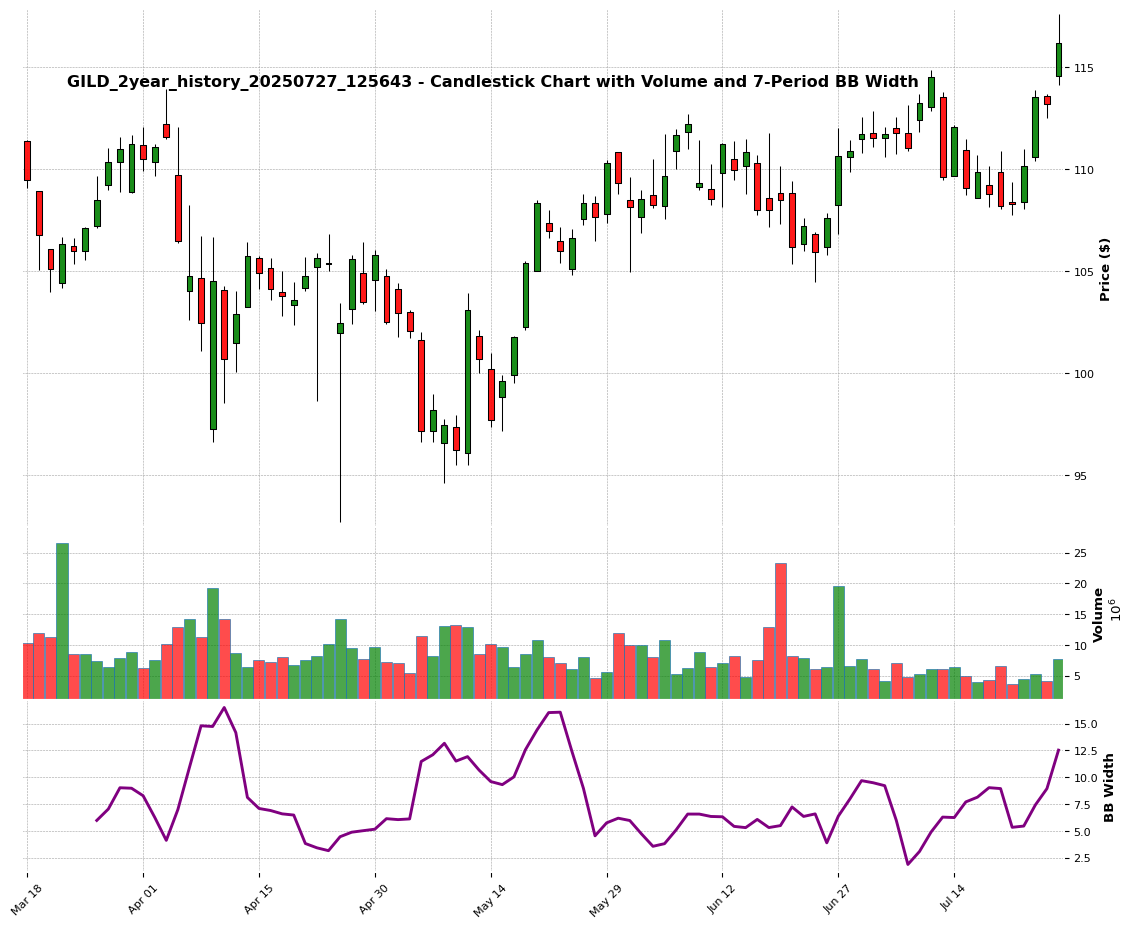 GILD_2year_history_20250727_125643 - Candlestick Chart with Volume and 7-Period BB Width
115
110
105
100
95
Price ($)
25
20
15
10
5
Volume
10^6
15.0
12.5
10.0
7.5
5.0
2.5
BB Width
Mar 18
Apr 01
Apr 15
Apr 30
May 14
May 29
Jun 12
Jun 27
Jul 14